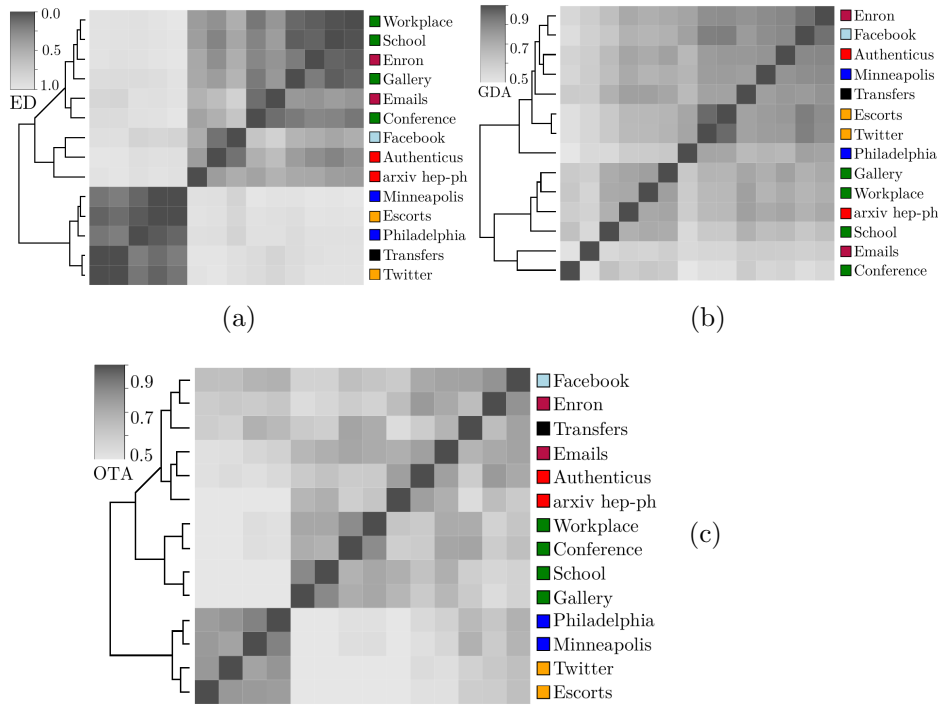 0.0
0.5
1.0
ED
Workplace
School
Enron
Gallery
Emails
Conference
Facebook
Authenticus
arxiv hep-ph
Minneapolis
Escorts
Philadelphia
Transfers
Twitter
(a)
0.9
0.7
0.5
GDA
Enron
Facebook
Authenticus
Minneapolis
Transfers
Escorts
Twitter
Philadelphia
Gallery
Workplace
arxiv hep-ph
School
Emails
Conference
(b)
0.9
0.7
0.5
OTA
Facebook
Enron
Transfers
Emails
Authenticus
arxiv hep-ph
Workplace
Conference
School
Gallery
Philadelphia
Minneapolis
Twitter
Escorts
(c)